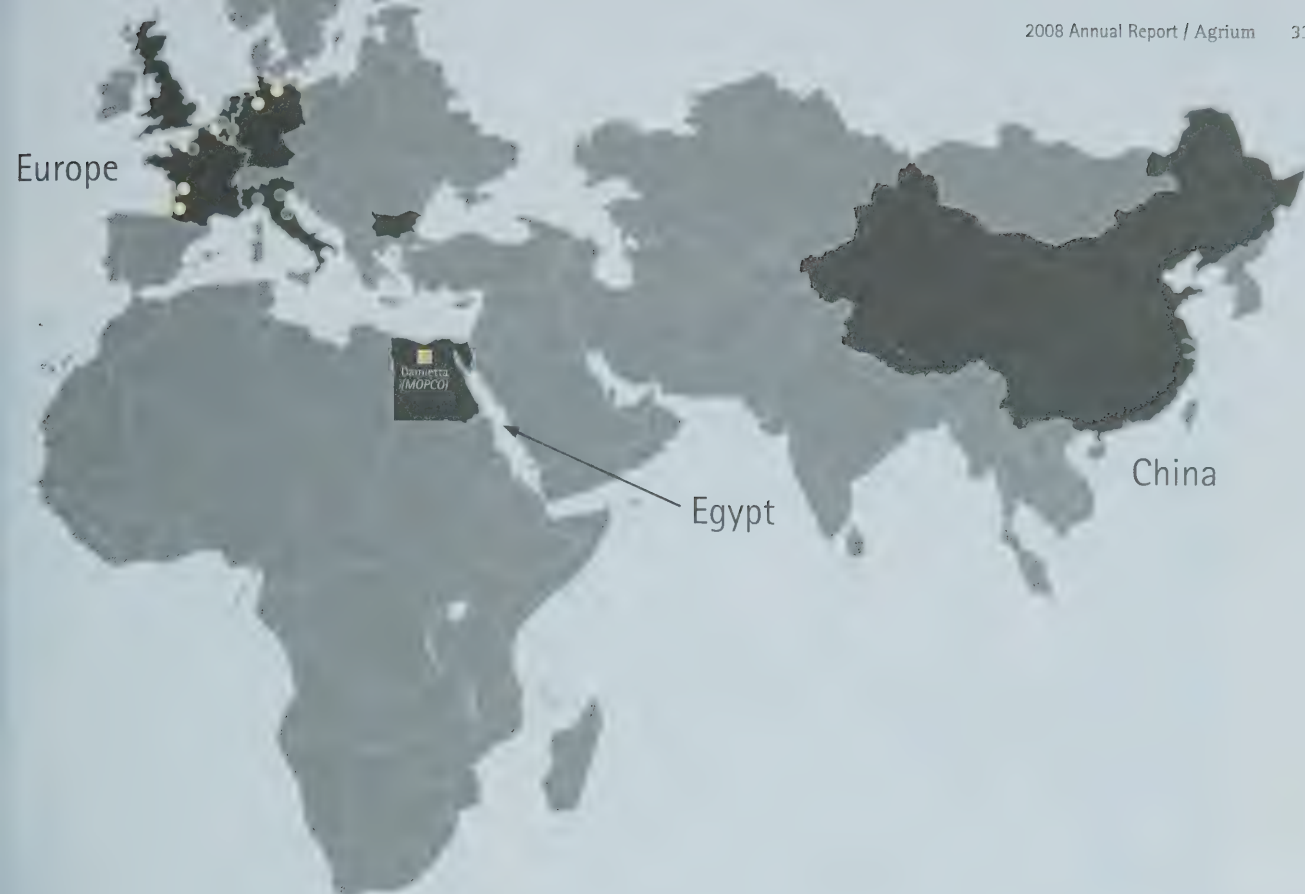 2008 Annual Report / Agrium 31
Europe
Damietta
(MOPCO)
Egypt
China